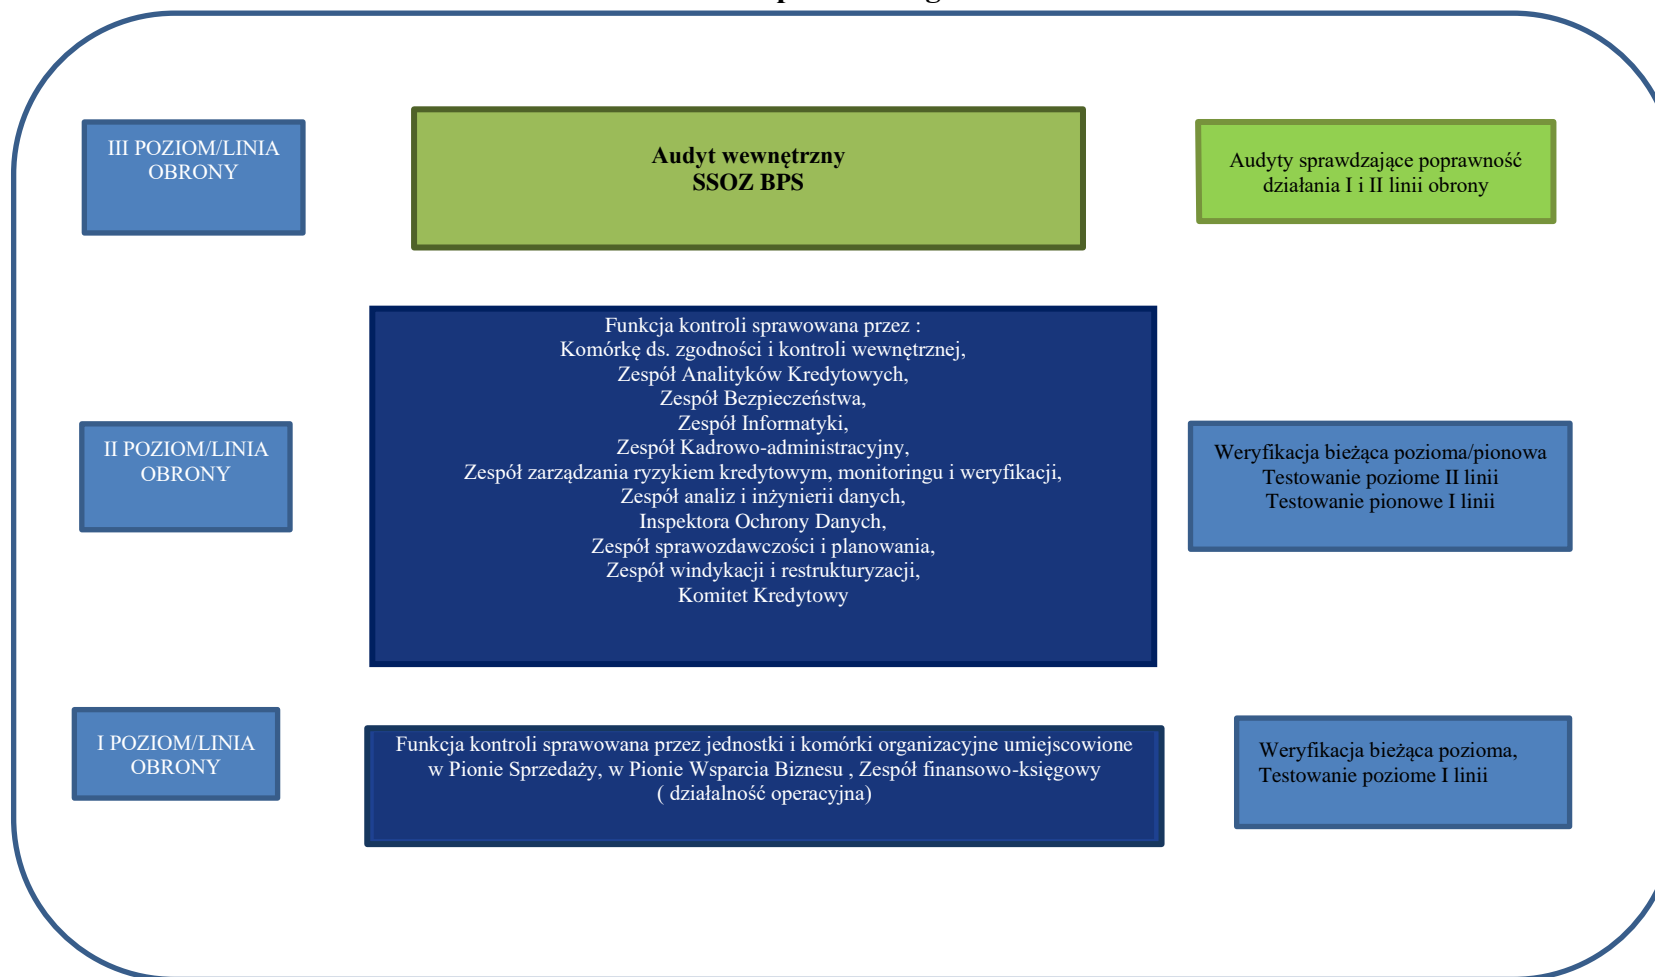 III POZIOM/LINIA
OBRONY
Audyt wewnętrzny
SSOZ BPS
Audyty sprawdzające poprawność
działania I i II linii obrony
II POZIOM/LINIA
OBRONY
Funkcja kontroli sprawowana przez :
Komórkę ds. zgodności i kontroli wewnętrznej,
Zespół Analityków Kredytowych,
Zespół Bezpieczeństwa,
Zespół Informatyki,
Zespół Kadrowo-administracyjny,
Zespół zarządzania ryzykiem kredytowym, monitoringu i weryfikacji,
Zespół analiz i inżynierii danych,
Inspektora Ochrony Danych,
Zespół sprawozdawczości i planowania,
Zespół windykacji i restrukturyzacji,
Komitet Kredytowy
Weryfikacja bieżąca pozioma/pionowa
Testowanie poziome II linii
Testowanie pionowe I linii
I POZIOM/LINIA
OBRONY
Funkcja kontroli sprawowana przez jednostki i komórki organizacyjne umiejscowione
w Pionie Sprzedaży, w Pionie Wsparcia Biznesu , Zespół finansowo-księgowy
( działalność operacyjna)
Weryfikacja bieżąca pozioma,
Testowanie poziome I linii